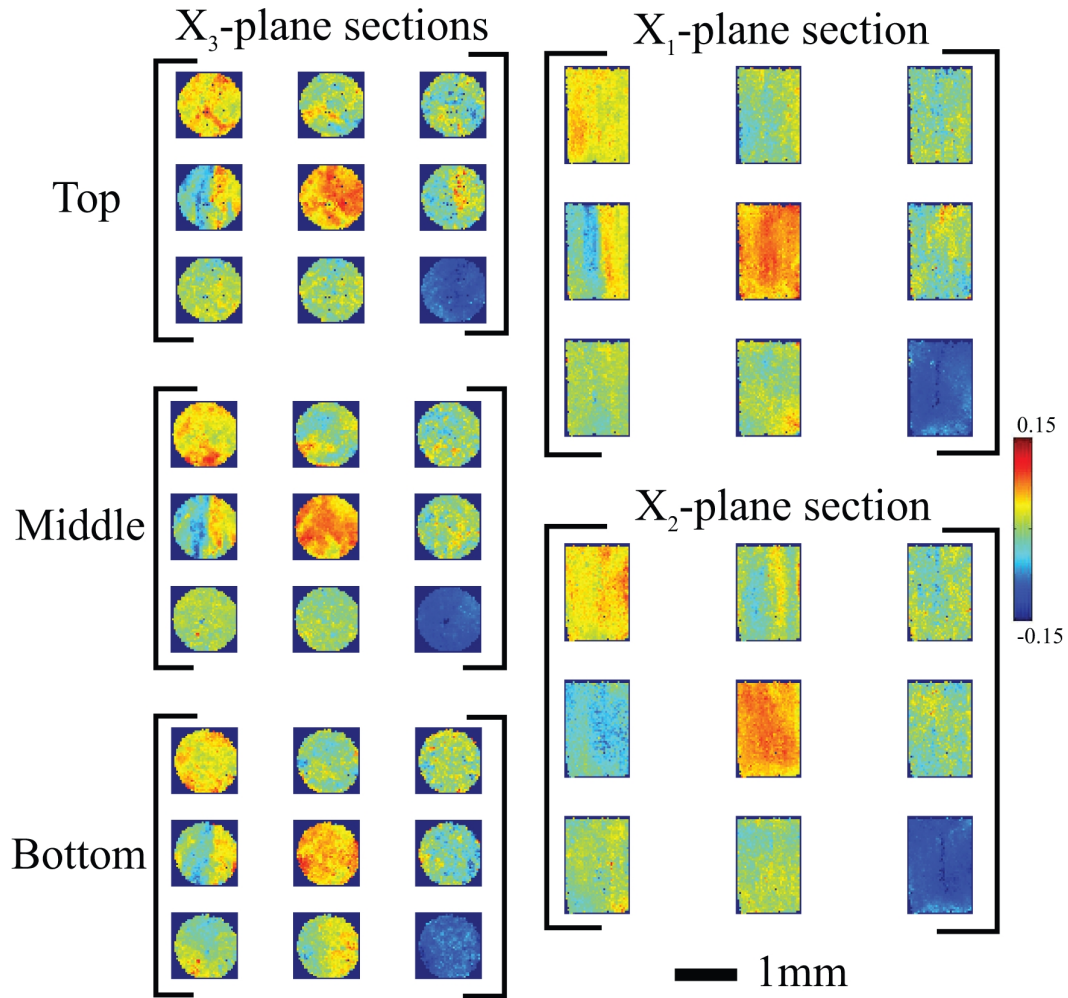 X₃-plane sections
Top
Middle
Bottom
X₁-plane section
X₂-plane section
0.15
-0.15
1mm